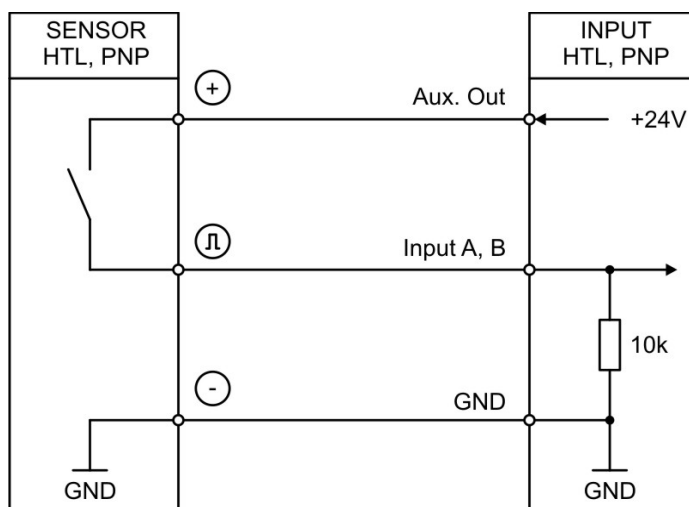 SENSOR
HTL, PNP
INPUT
HTL, PNP
+
Aux. Out
+24V
Input A, B
10k
-
GND
GND
GND